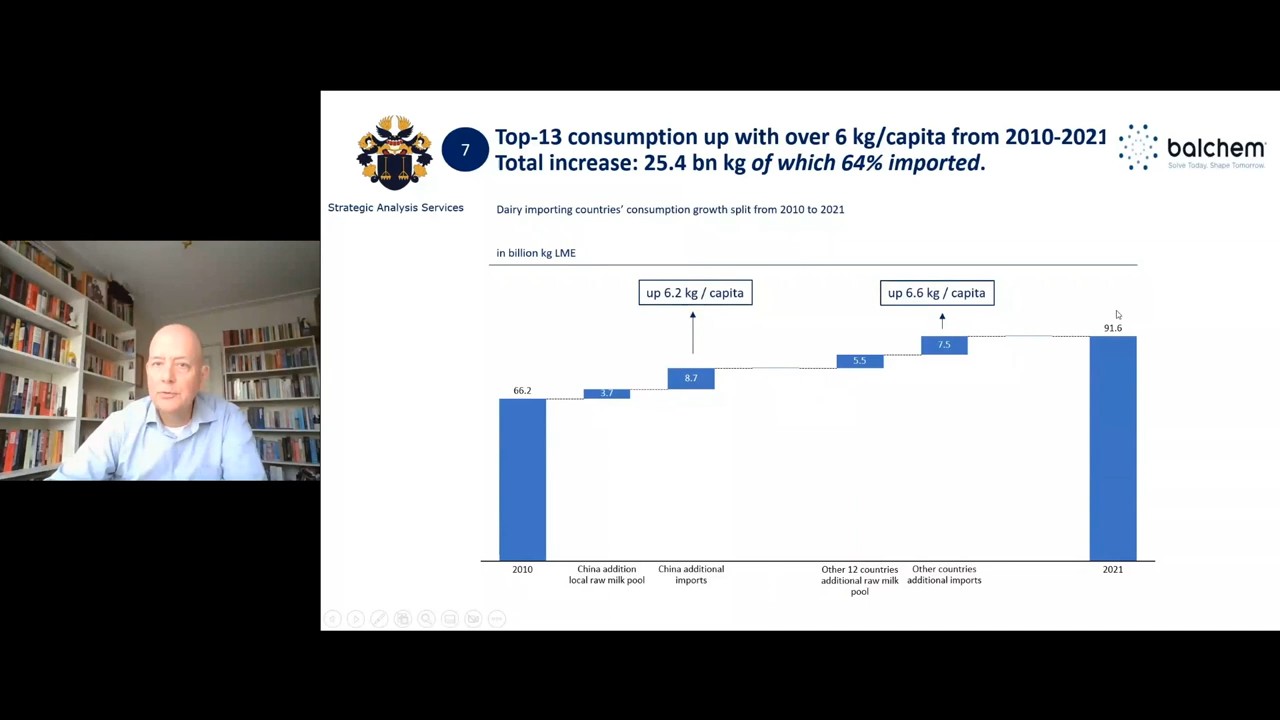 7
Top-13 consumption up with over 6 kg/capita from 2010-2021
Total increase: 25.4 bn kg of which 64% imported.
balchem
Solve Today. Shape Tomorrow.
Strategic Analysis Services
Dairy importing countries' consumption growth split from 2010 to 2021
in billion kg LME
up 6.2 kg / capita
up 6.6 kg / capita
66.2
3.7
8.7
5.5
7.5
91.6
2010
China addition
local raw milk pool
China additional
imports
Other 12 countries
additional raw milk
pool
Other countries
additional imports
2021